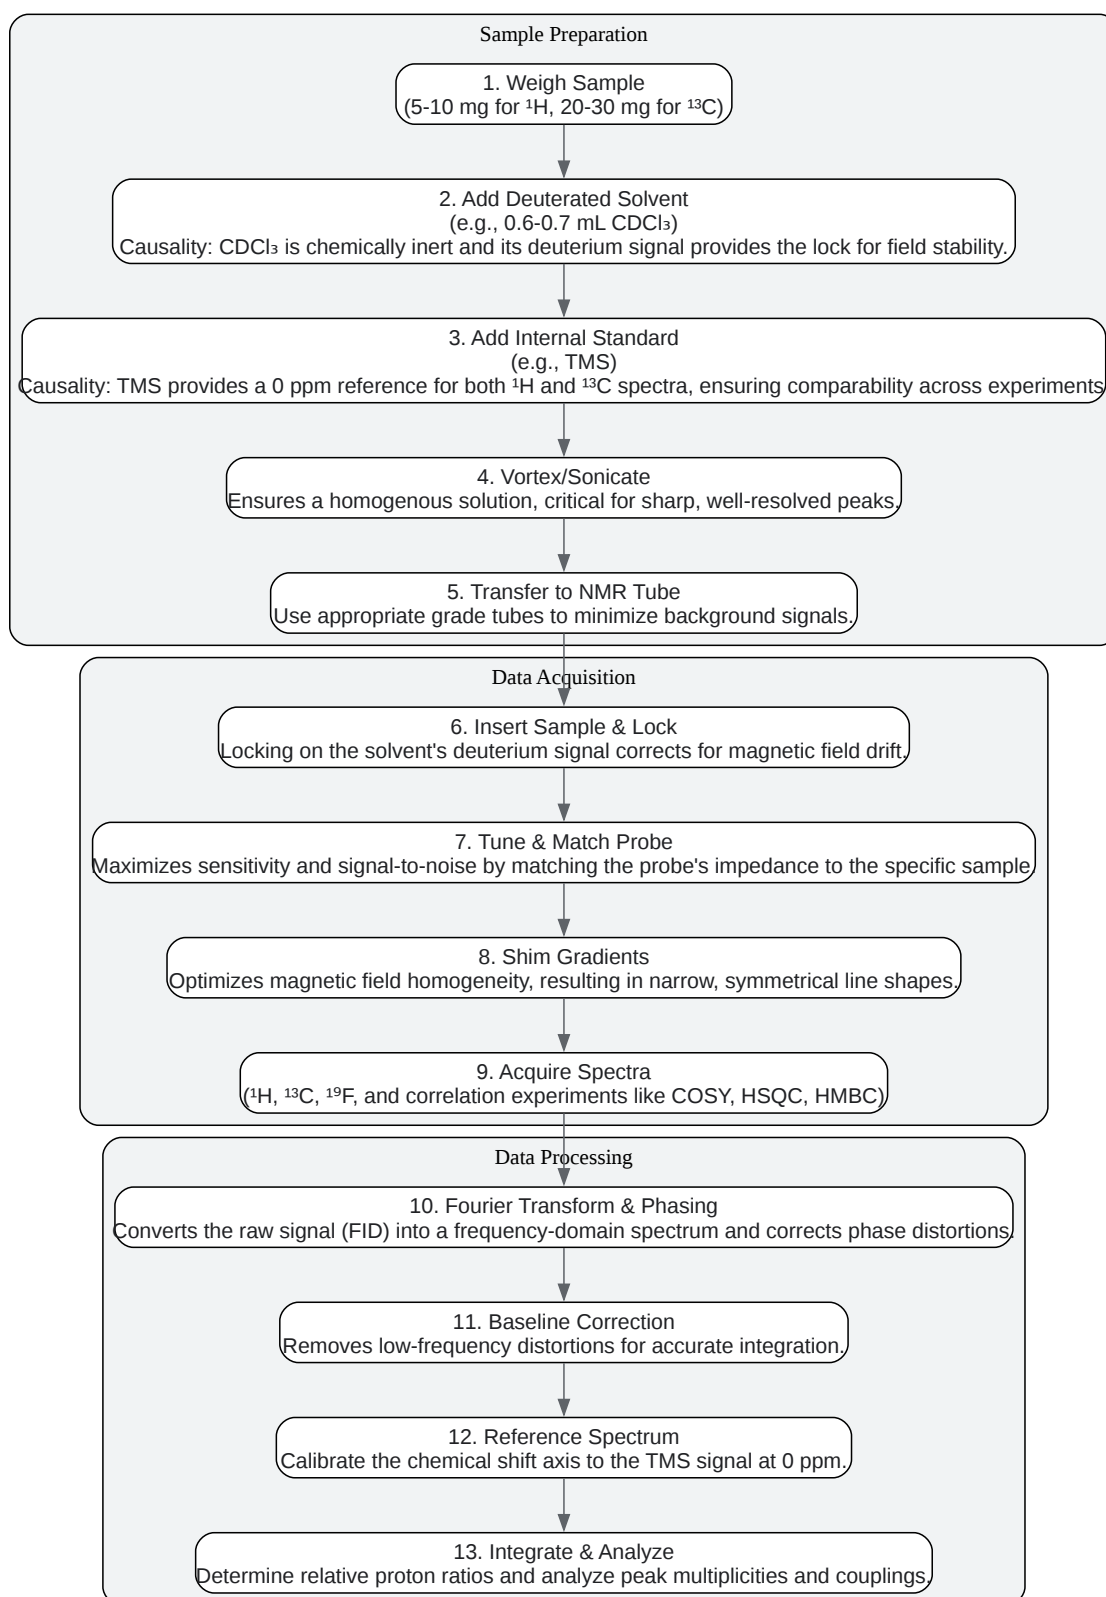 Sample Preparation
1. Weigh Sample
(5-10 mg for ¹H, 20-30 mg for ¹³C)
2. Add Deuterated Solvent
(e.g., 0.6-0.7 mL CDCl₃)
Causality: CDCl₃ is chemically inert and its deuterium signal provides the lock for field stability.
3. Add Internal Standard
(e.g., TMS)
Causality: TMS provides a 0 ppm reference for both ¹H and ¹³C spectra, ensuring comparability across experiments
4. Vortex/Sonicate
Ensures a homogenous solution, critical for sharp, well-resolved peaks.
5. Transfer to NMR Tube
Use appropriate grade tubes to minimize background signals.
Data Acquisition
6. Insert Sample & Lock
Locking on the solvent's deuterium signal corrects for magnetic field drift.
7. Tune & Match Probe
Maximizes sensitivity and signal-to-noise by matching the probe's impedance to the specific sample.
8. Shim Gradients
Optimizes magnetic field homogeneity, resulting in narrow, symmetrical line shapes.
9. Acquire Spectra
(¹H, ¹³C, ¹⁹F, and correlation experiments like COSY, HSQC, HMBC)
Data Processing
10. Fourier Transform & Phasing
Converts the raw signal (FID) into a frequency-domain spectrum and corrects phase distortions.
11. Baseline Correction
Removes low-frequency distortions for accurate integration.
12. Reference Spectrum
Calibrate the chemical shift axis to the TMS signal at 0 ppm.
13. Integrate & Analyze
Determine relative proton ratios and analyze peak multiplicities and couplings.